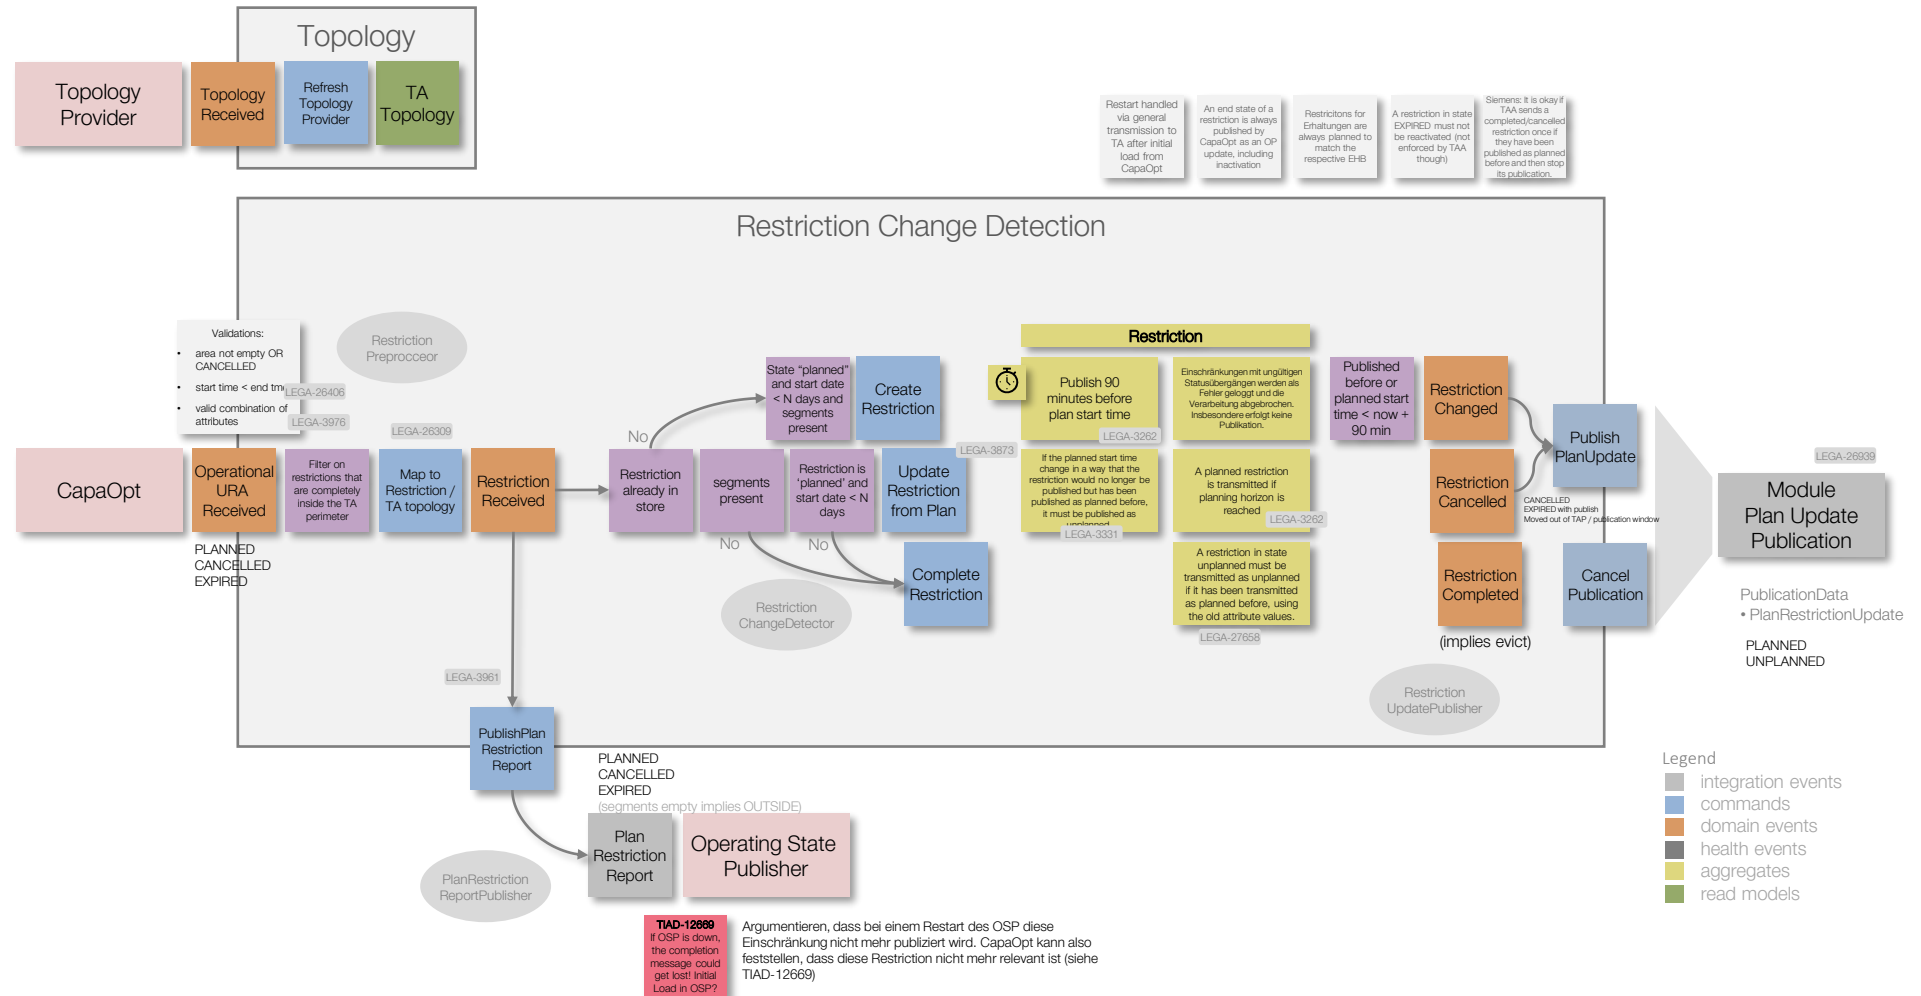 Topology
Topology
Provider
Topology
Received
Refresh
Topology
Provider
TA
Topology
Restart handled
via general
transmission to
TA after initial
load from
CapaOpt
An end state of a
restriction is always
published by
CapaOpt as an OP
update, including
inactivation
Restricitons for
Erhaltungen are
always planned to
match the
respective EHB
A restriction in state
EXPIRED must not
be reactivated (not
enforced by TAA
though)
Siemens: It is okay if
TAA sends a
completed/cancelled
restriction once if
they have been
published as planned
before and then stop
its publication.
Restriction Change Detection
Validations:
• area not empty OR
CANCELLED
• start time < end tme
LEGA-26406
• valid combination of
attributes
LEGA-3976
Restriction
Preprocceor
LEGA-26309
CapaOpt
Operational
URA
Received
PLANNED
CANCELLED
EXPIRED
Filter on
restrictions that
are completely
inside the TA
perimeter
Map to
Restriction /
TA topology
Restriction
Received
No
Restriction
already in
store
State "planned"
and start date
< N days and
segments
present
Create
Restriction
segments
present
Restriction is
'planned' and
start date < N
days
Update
Restriction
from Plan
No
No
Complete
Restriction
Restriction
ChangeDetector
LEGA-3873
Restriction
Publish 90
minutes before
plan start time
LEGA-3262
Einschränkungen mit ungültigen
Statusübergängen werden als
Fehler geloggt und die
Verarbeitung abgebrochen.
Insbesondere erfolgt keine
Publikation.
If the planned start time
change in a way that the
restriction would no longer be
published but has been
published as planned before,
it must be published as
unplanned
LEGA-3331
A planned restriction
is transmitted if
planning horizon is
reached
LEGA-3262
A restriction in state
unplanned must be
transmitted as unplanned
if it has been transmitted
as planned before, using
the old attribute values.
LEGA-27658
Published
before or
planned start
time < now +
90 min
Restriction
Changed
Restriction
Cancelled
CANCELLED
EXPIRED with publish
Moved out of TAP / publication window
Restriction
Completed
(implies evict)
Publish
PlanUpdate
Cancel
Publication
Restriction
UpdatePublisher
LEGA-26939
Module
Plan Update
Publication
PublicationData
• PlanRestrictionUpdate
PLANNED
UNPLANNED
LEGA-3961
PublishPlan
Restriction
Report
PLANNED
CANCELLED
EXPIRED
(segments empty implies OUTSIDE)
Plan
Restriction
Report
Operating State
Publisher
PlanRestriction
ReportPublisher
TIAD-12669
If OSP is down,
the completion
message could
get lost! Initial
Load in OSP?
Argumentieren, dass bei einem Restart des OSP diese
Einschränkung nicht mehr publiziert wird. CapaOpt kann also
feststellen, dass diese Restriction nicht mehr relevant ist (siehe
TIAD-12669)
Legend
integration events
commands
domain events
health events
aggregates
read models